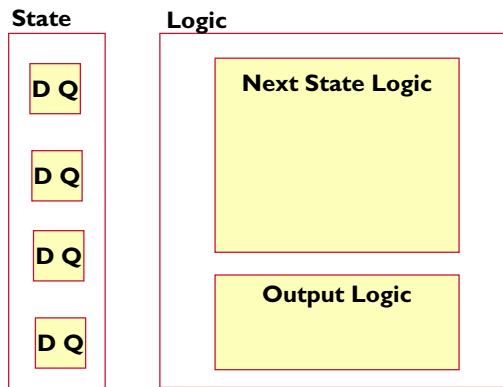 State
Logic
D Q
Next State Logic
D Q
D Q
Output Logic
D Q